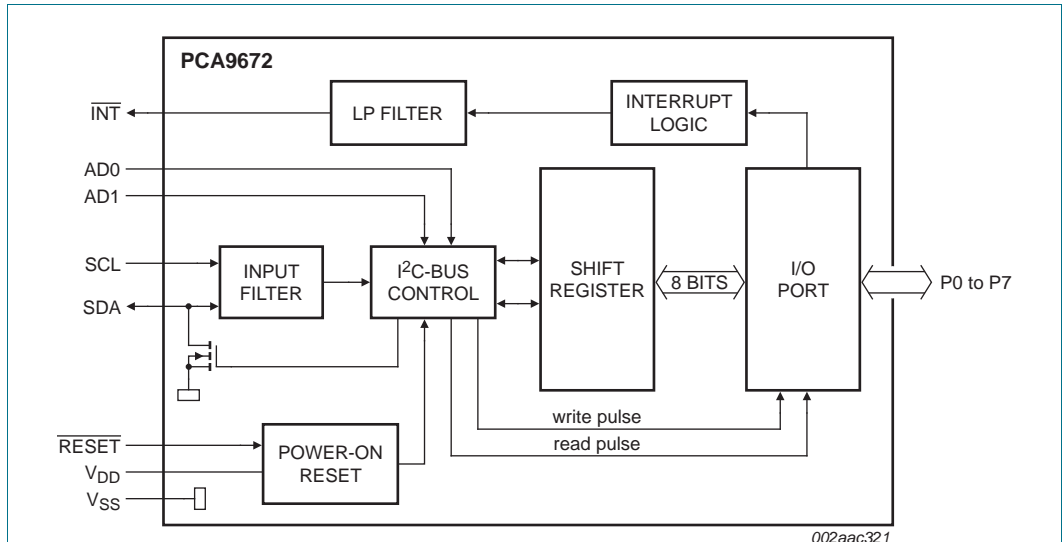 PCA9672
INT
LP FILTER
INTERRUPT
LOGIC
AD0
AD1
SCL
SDA
INPUT
FILTER
I²C-BUS
CONTROL
SHIFT
REGISTER
8 BITS
I/O
PORT
P0 to P7
write pulse
read pulse
RESET
VDD
VSS
POWER-ON
RESET
002aac321